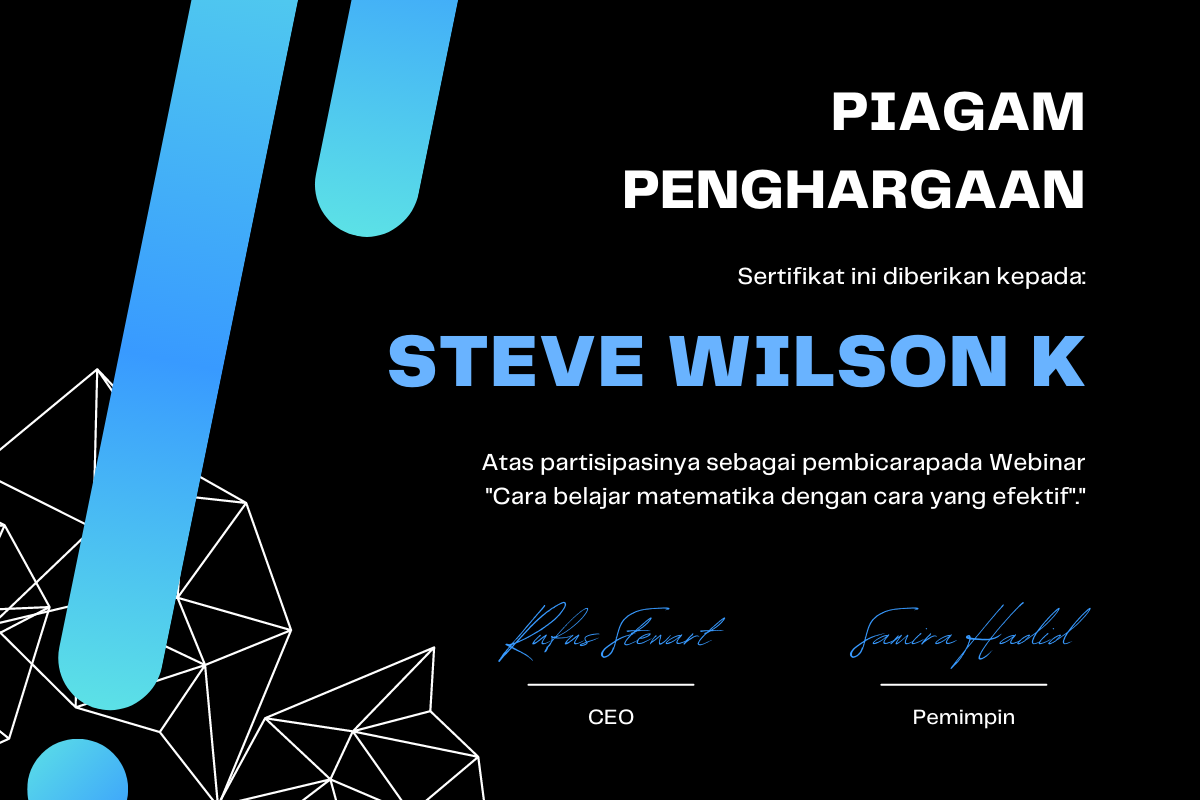 PIAGAM
PENGHARGAAN
Sertifikat ini diberikan kepada:
STEVE WILSON K
Atas partisipasinya sebagai pembicarapada Webinar
"Cara belajar matematika dengan cara yang efektif"."
Rufus Stewart
Samira Hadid
CEO
Pemimpin